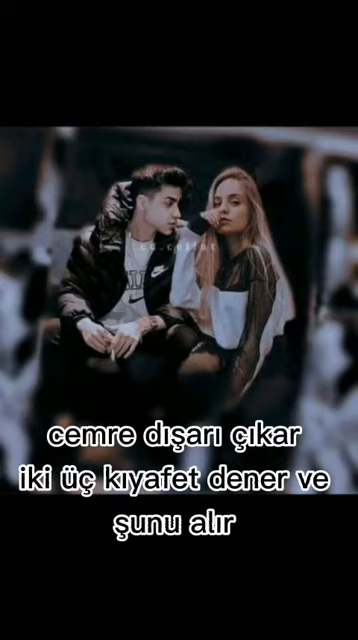 cemre dışarı çıkar
iki üç kıyafet dener ve
şunu alır